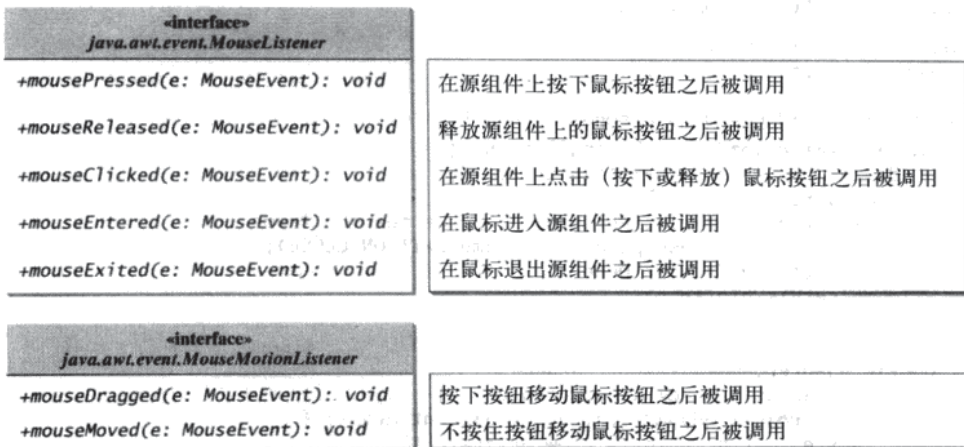 «interface»
java.awt.event.MouseListener
+mousePressed(e: MouseEvent): void
在源组件上按下鼠标按钮之后被调用
+mouseReleased(e: MouseEvent): void
释放源组件上的鼠标按钮之后被调用
+mouseClicked(e: MouseEvent): void
在源组件上点击（按下或释放）鼠标按钮之后被调用
+mouseEntered(e: MouseEvent): void
在鼠标进入源组件之后被调用
+mouseExited(e: MouseEvent): void
在鼠标退出源组件之后被调用
«interface»
java.awt.event.MouseMotionListener
+mouseDragged(e: MouseEvent): void
按下按钮移动鼠标按钮之后被调用
+mouseMoved(e: MouseEvent): void
不按住按钮移动鼠标按钮之后被调用